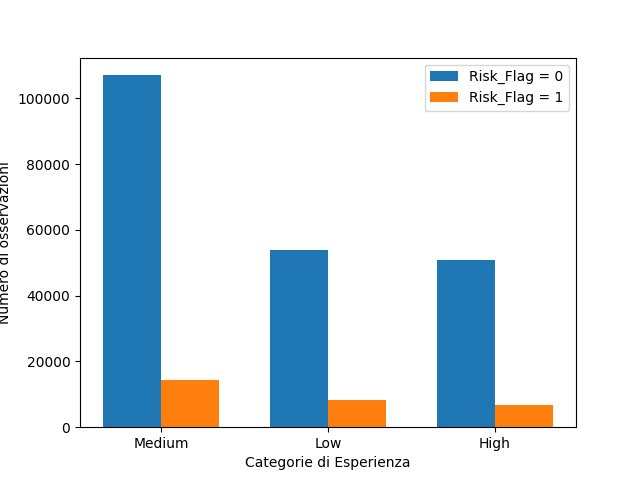 Risk_Flag = 0
Risk_Flag = 1
100000
80000
60000
40000
20000
0
Numero di osservazioni
Medium Low High
Categorie di Esperienza